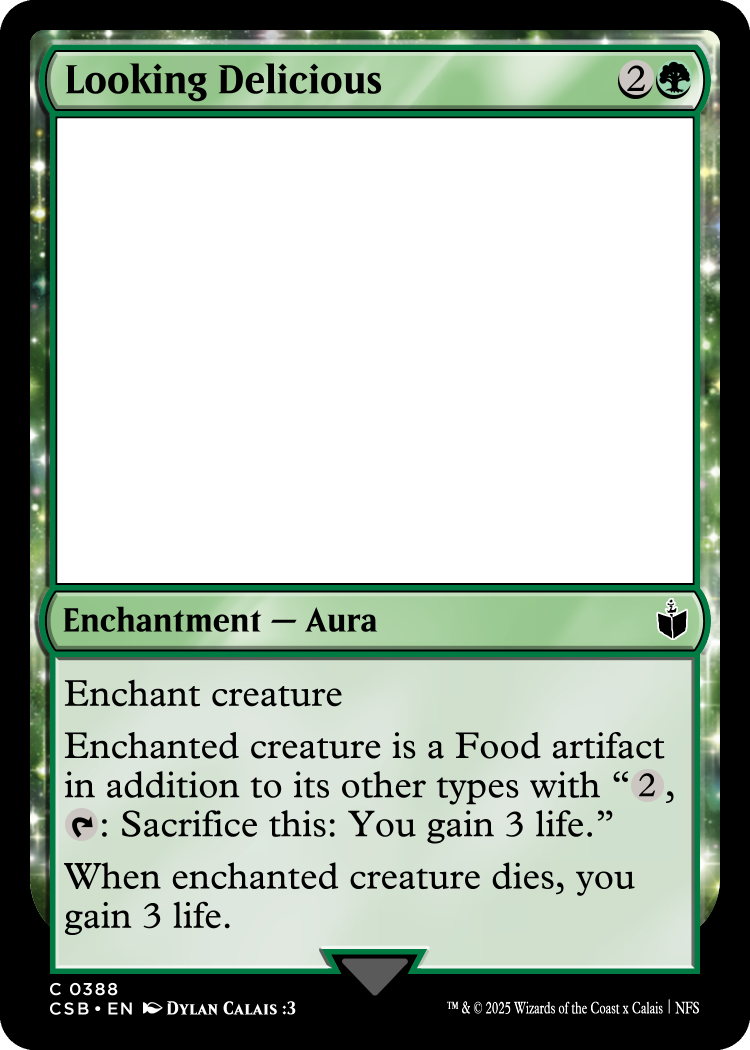 Looking Delicious 2
Enchantment — Aura
Enchant creature
Enchanted creature is a Food artifact
in addition to its other types with “2,
: Sacrifice this: You gain 3 life.”
When enchanted creature dies, you
gain 3 life.
C 0388
CSB • EN Dylan Calais :3
™ & © 2025 Wizards of the Coast x Calais | NFS